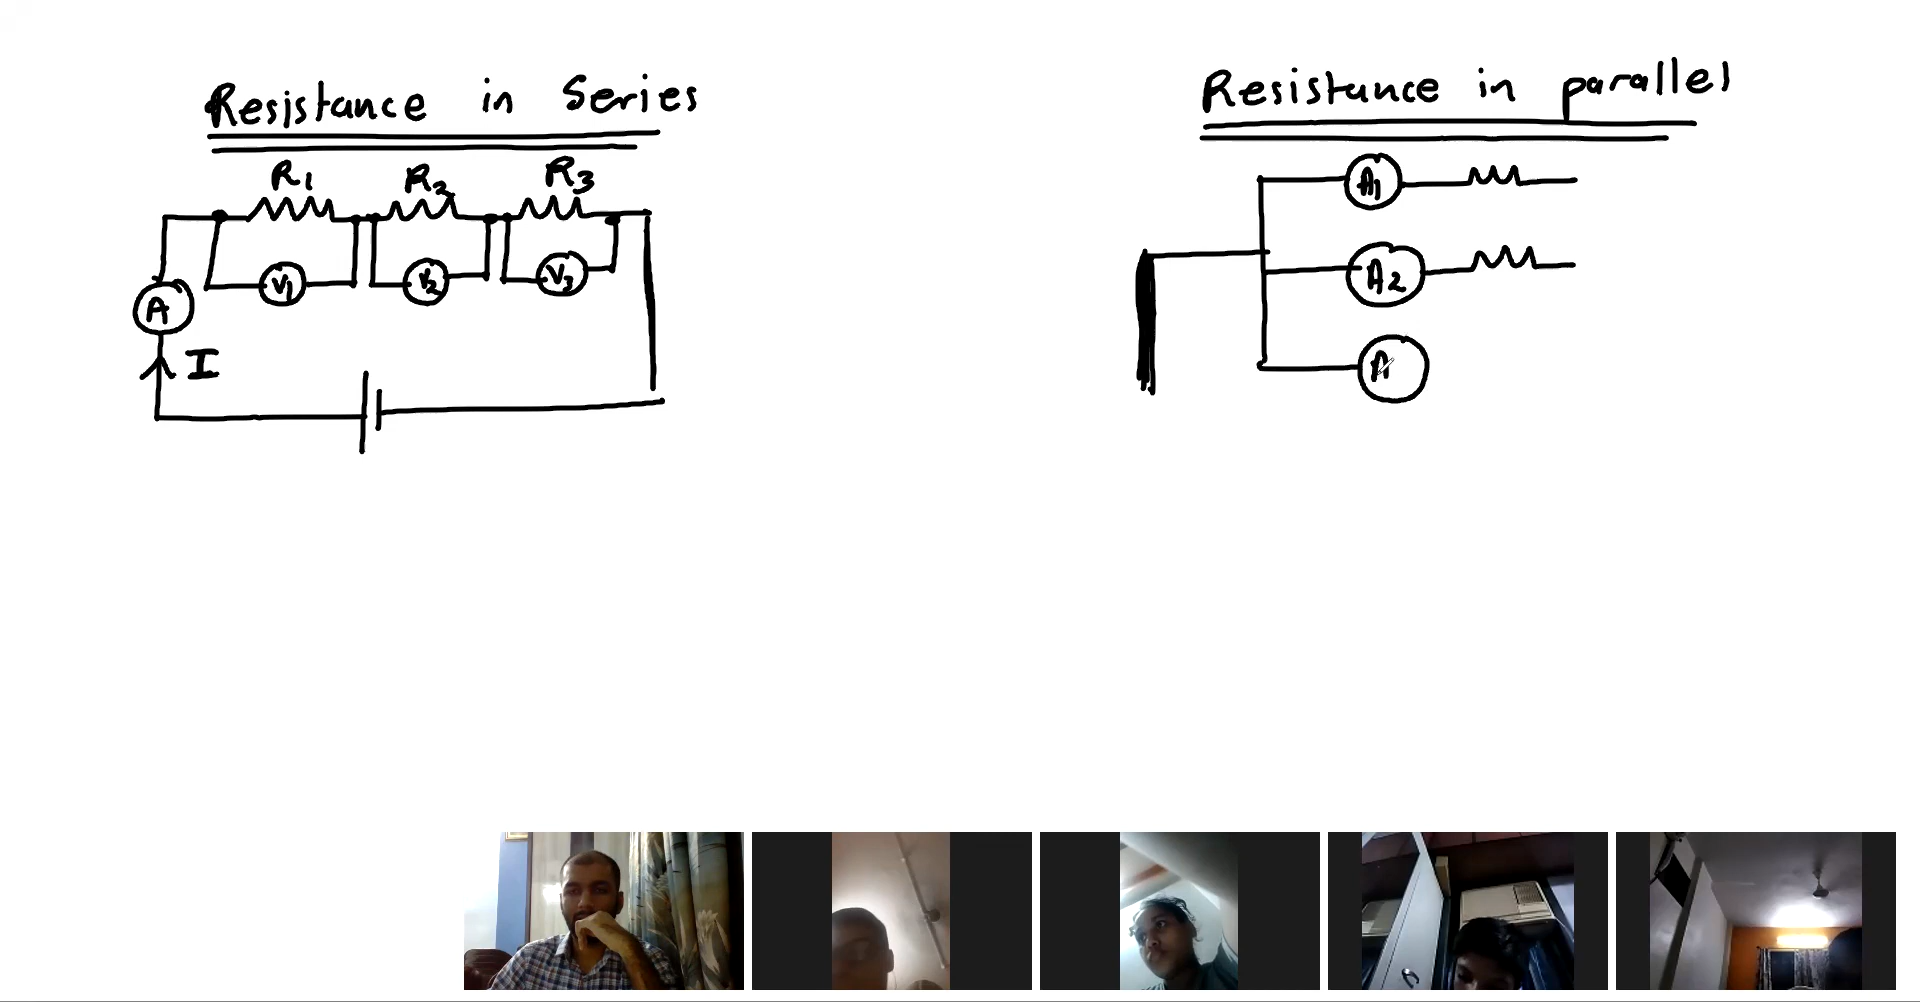 Resistance in Series
R1 R2 R3
V1 V2 V3
A
I
Resistance in parallel
A1
A2
A